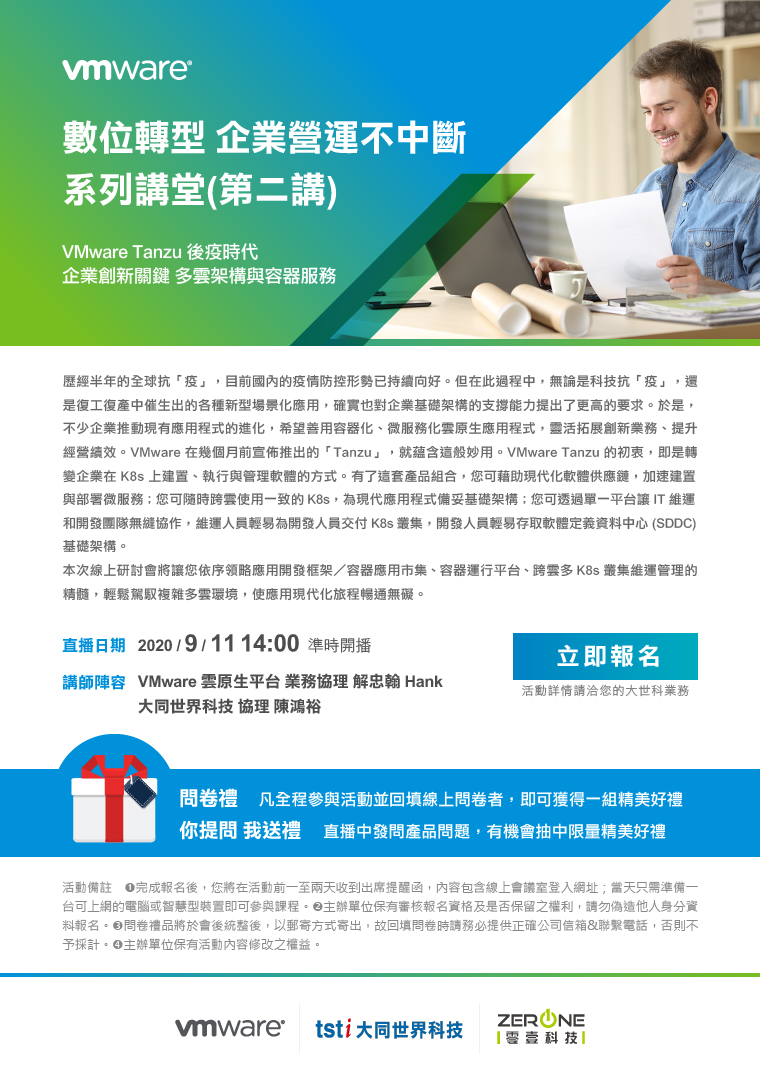 vmware®
數位轉型 企業營運不中斷
系列講堂(第二講)
VMware Tanzu 後疫時代
企業創新關鍵 多雲架構與容器服務
歷經半年的全球抗「疫」,目前國內的疫情防控形勢已持續向好。但在此過程中,無論是科技抗「疫」,還
是復工復產中催生出的各種新型場景化應用,確實也對企業基礎架構的支撐能力提出了更高的要求。於是,
不少企業推動現有應用程式的進化,希望善用容器化、微服務化雲原生應用程式,靈活拓展創新業務、提升
經營績效。VMware 在幾個月前宣佈推出的「Tanzu」,就蘊含這般妙用。VMware Tanzu 的初衷,即是轉
變企業在 K8s 上建置、執行與管理軟體的方式。有了這套產品組合,您可藉助現代化軟體供應鏈,加速建置
與部署微服務;您可隨時跨雲使用一致的 K8s,為現代應用程式備妥基礎架構;您可透過單一平台讓 IT 維運
和開發團隊無縫協作,維運人員輕易為開發人員交付 K8s 叢集,開發人員輕易存取軟體定義資料中心 (SDDC)
基礎架構。
本次線上研討會將讓您依序領略應用開發框架/容器應用市集、容器運行平台、跨雲多 K8s 叢集維運管理的
精髓,輕鬆駕馭複雜多雲環境,使應用現代化旅程暢通無礙。
直播日期 2020 / 9 / 11 14:00 準時開播
講師陣容 VMware 雲原生平台 業務協理 解忠翰 Hank
大同世界科技 協理 陳鴻裕
立即報名
活動詳情請洽您的大世科業務
問卷禮 凡全程參與活動並回填線上問卷者,即可獲得一組精美好禮
你提問 我送禮 直播中發問產品問題,有機會抽中限量精美好禮
活動備註 ❶完成報名後,您將在活動前一至兩天收到出席提醒函,內容包含線上會議室登入網址;當天只需準備一
台可上網的電腦或智慧型裝置即可參與課程。❷主辦單位保有審核報名資格及是否保留之權利,請勿偽造他人身分資
料報名。❸問卷禮品將於會後統整後,以郵寄方式寄出,故回填問卷時請務必提供正確公司信箱&聯繫電話,否則不
予採計。❹主辦單位保有活動內容修改之權益。
vmware® tsti 大同世界科技 ZERONE
零壹科技